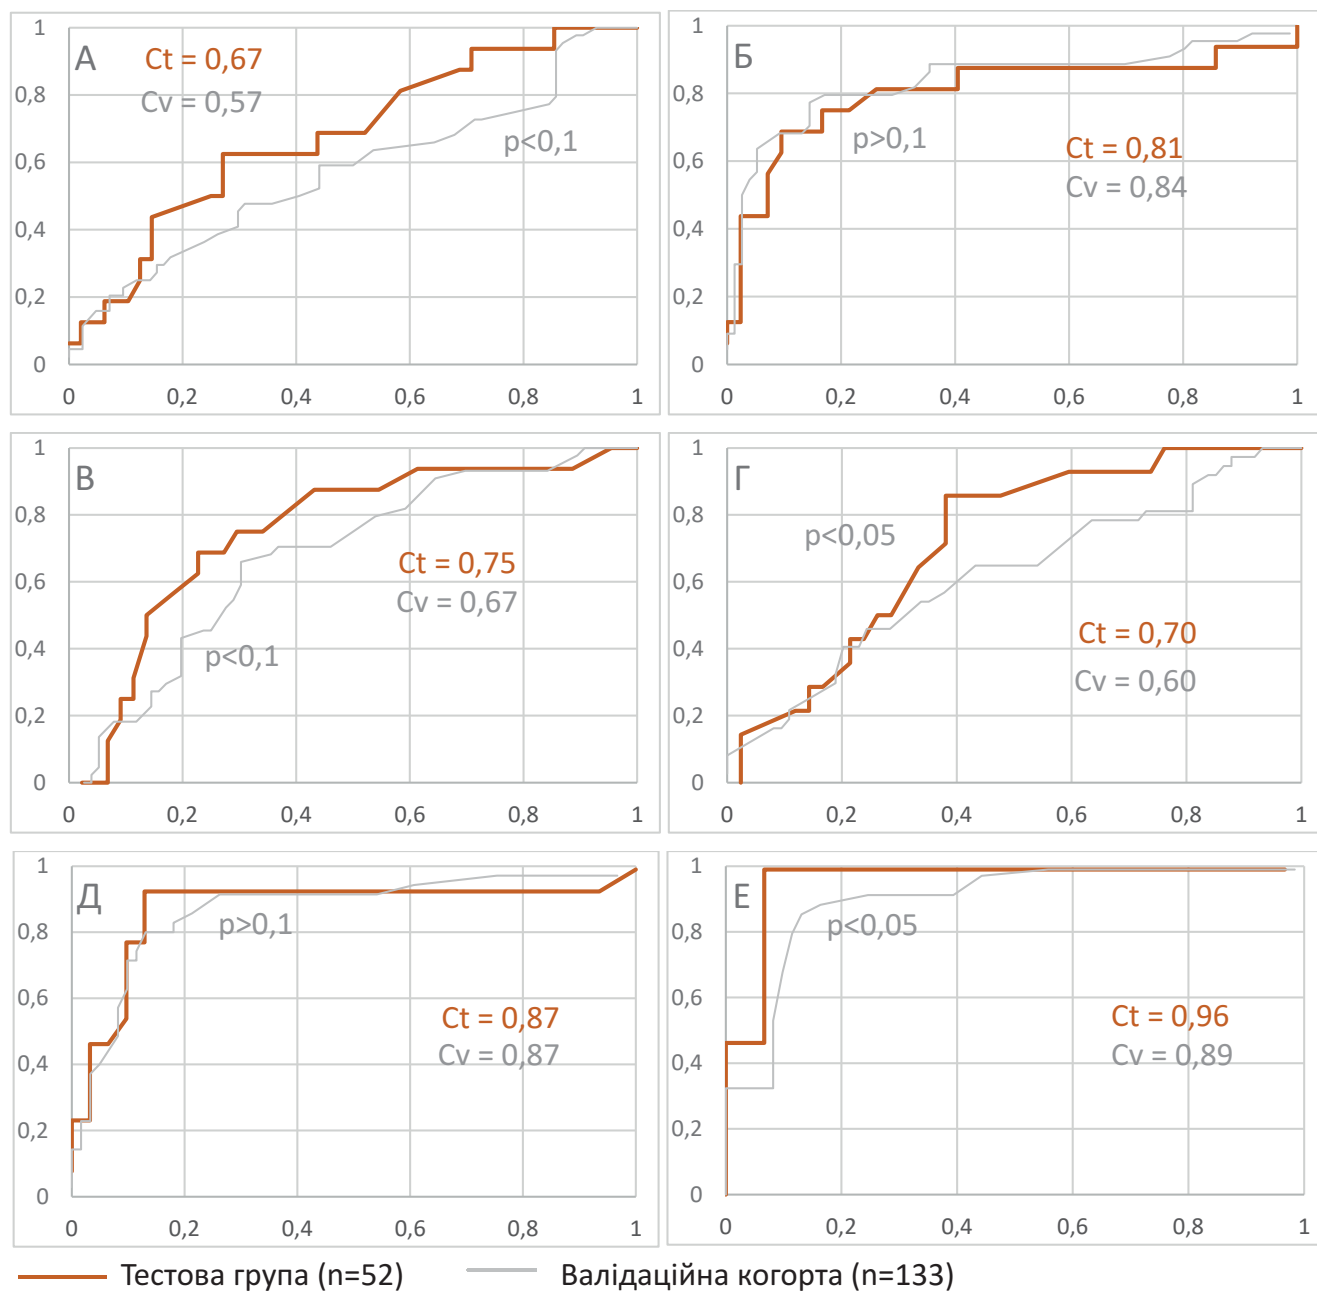 А
Ct = 0,67
Cv = 0,57
p<0,1
1
0,8
0,6
0,4
0,2
0
0 0,2 0,4 0,6 0,8 1
Б
p>0,1
Ct = 0,81
Cv = 0,84
1
0,8
0,6
0,4
0,2
0
0 0,2 0,4 0,6 0,8 1
В
Ct = 0,75
Cv = 0,67
p<0,1
1
0,8
0,6
0,4
0,2
0
0 0,2 0,4 0,6 0,8 1
Г
p<0,05
Ct = 0,70
Cv = 0,60
1
0,8
0,6
0,4
0,2
0
0 0,2 0,4 0,6 0,8 1
Д
p>0,1
Ct = 0,87
Cv = 0,87
1
0,8
0,6
0,4
0,2
0
0 0,2 0,4 0,6 0,8 1
Е
p<0,05
Ct = 0,96
Cv = 0,89
1
0,8
0,6
0,4
0,2
0
0 0,2 0,4 0,6 0,8 1
Тестова група (n=52) Валідаційна когорта (n=133)